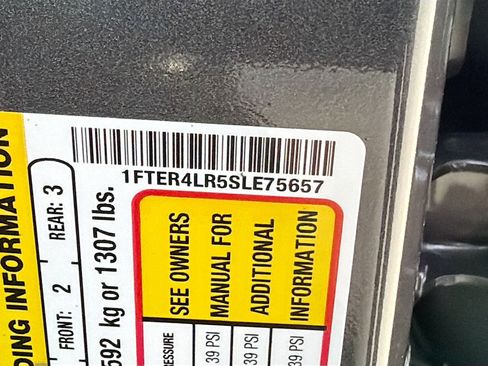 1FTER4LR5SLE75657
DING INFORMATION
FRONT: 2
REAR: 3
592 kg or 1307 lbs.
SEE OWNERS
MANUAL FOR
ADDITIONAL
INFORMATION
39 PSI
39 PSI
39 PSI